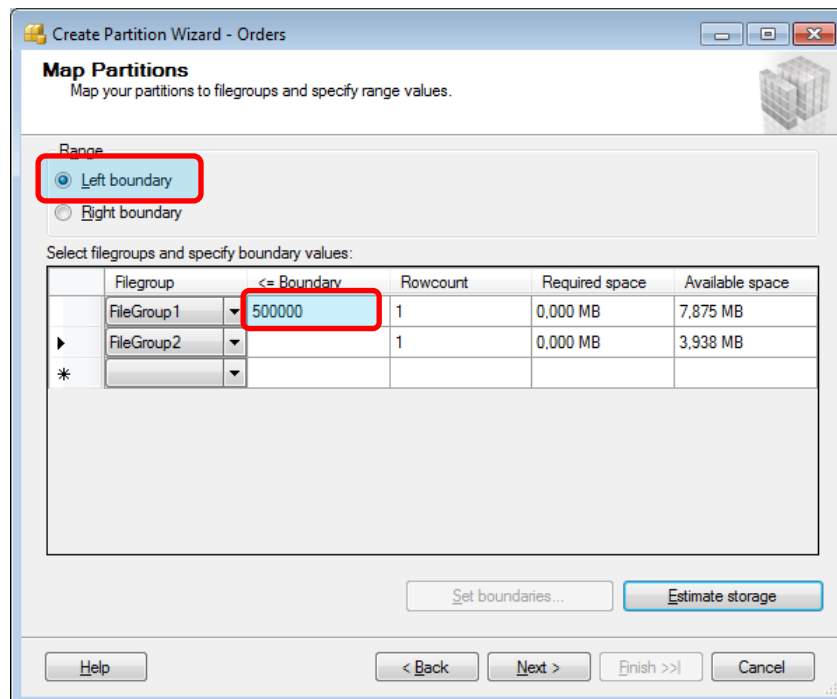 Create Partition Wizard - Orders
Map Partitions
Map your partitions to filegroups and specify range values.
Range
Left boundary
Right boundary
Select filegroups and specify boundary values:
Filegroup <= Boundary Rowcount Required space Available space
FileGroup1 500000 1 0,000 MB 7,875 MB
FileGroup2 1 0,000 MB 3,938 MB
Set boundaries... Estimate storage
Help < Back Next > Finish >>| Cancel